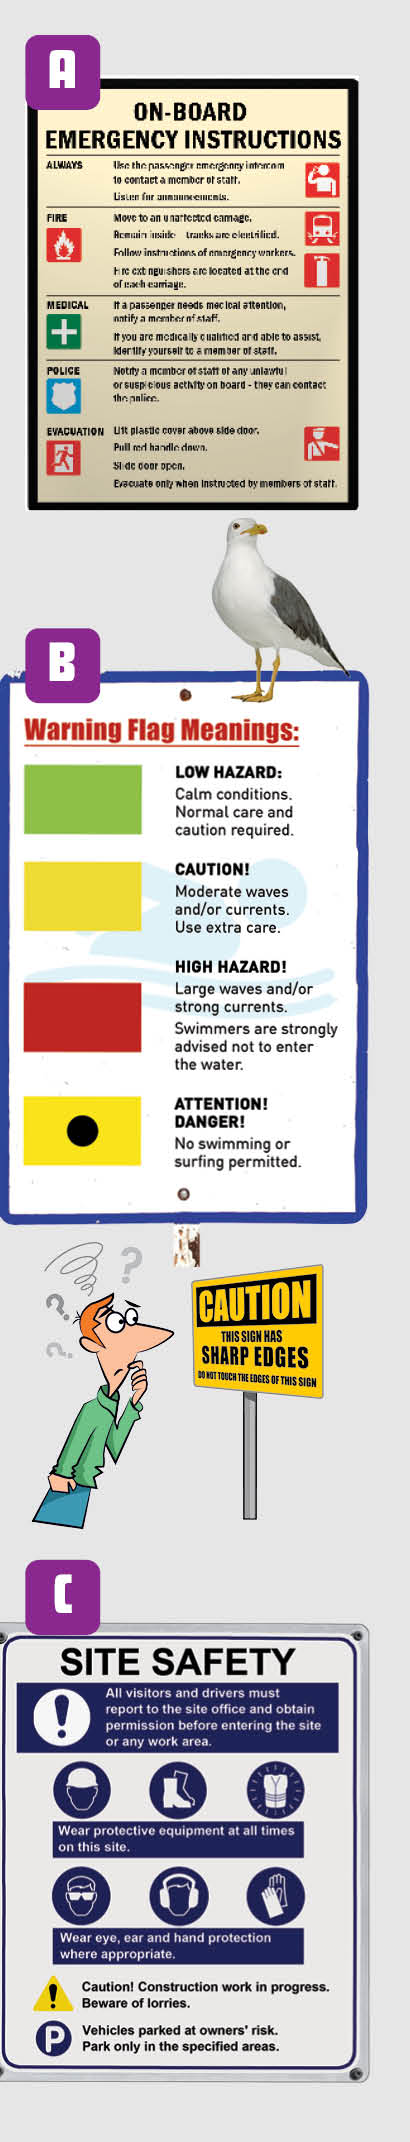 A
ON-BOARD
EMERGENCY INSTRUCTIONS
ALWAYS
Use the passenger emergency intercom
to contact a member of staff.
Listen for announcements.
FIRE
Move to an unaffected carriage.
Remain inside – tracks are electrified.
Follow instructions of emergency workers.
Fire extinguishers are located at the end
of each carriage.
MEDICAL
If a passenger needs medical attention,
notify a member of staff.
If you are medically qualified and able to assist,
identify yourself to a member of staff.
POLICE
Notify a member of staff of any unlawful
or suspicious activity on board - they can contact
the police.
EVACUATION
Lift plastic cover above side door.
Pull red handle down.
Slide door open.
Evacuate only when instructed by members of staff.
B
Warning Flag Meanings:
LOW HAZARD:
Calm conditions.
Normal care and
caution required.
CAUTION!
Moderate waves
and/or currents.
Use extra care.
HIGH HAZARD!
Large waves and/or
strong currents.
Swimmers are strongly
advised not to enter
the water.
ATTENTION!
DANGER!
No swimming or
surfing permitted.
? ? ?
CAUTION
THIS SIGN HAS
SHARP EDGES
DO NOT TOUCH THE EDGES OF THIS SIGN
C
SITE SAFETY
!
All visitors and drivers must
report to the site office and obtain
permission before entering the site
or any work area.
Wear protective equipment at all times
on this site.
Wear eye, ear and hand protection
where appropriate.
!
Caution! Construction work in progress.
Beware of lorries.
P
Vehicles parked at owners' risk.
Park only in the specified areas.